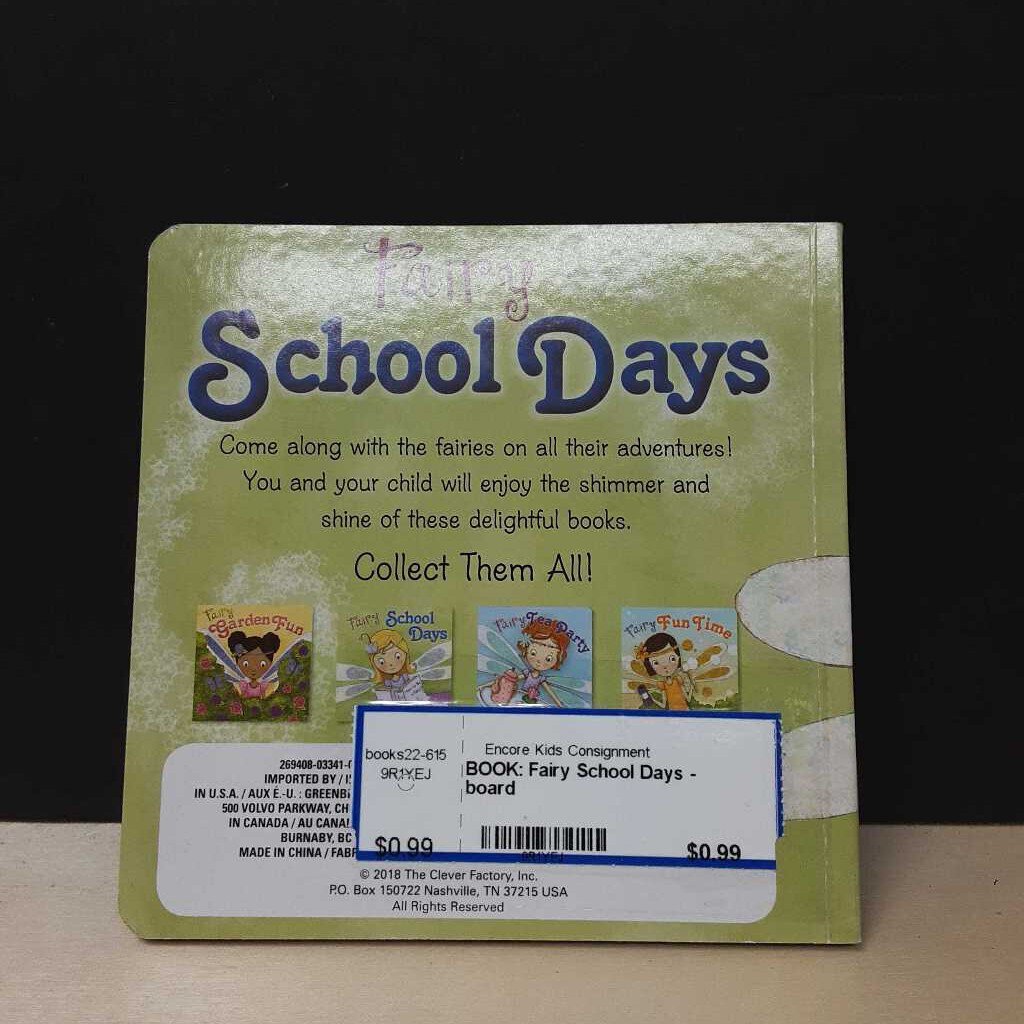 Fairy
School Days
Come along with the fairies on all their adventures!
You and your child will enjoy the shimmer and
shine of these delightful books.
Collect Them All!
Fairy
Garden Fun
Fairy School
Days
Fairy Tea Party
Fairy Fun Time
269408-03341-
IMPORTED BY /
IN U.S.A. / AUX É.-U. :
500 VOLVO PARKWAY,
IN CANADA / AU
BURNABY, BC
MADE IN CHINA /
books22-615
9R1YEJ
$0.99
Encore Kids Consignment
BOOK: Fairy School Days -
board
9R1YEJ
$0.99
© 2018 The Clever Factory, Inc.
P.O. Box 150722 Nashville, TN 37215 USA
All Rights Reserved